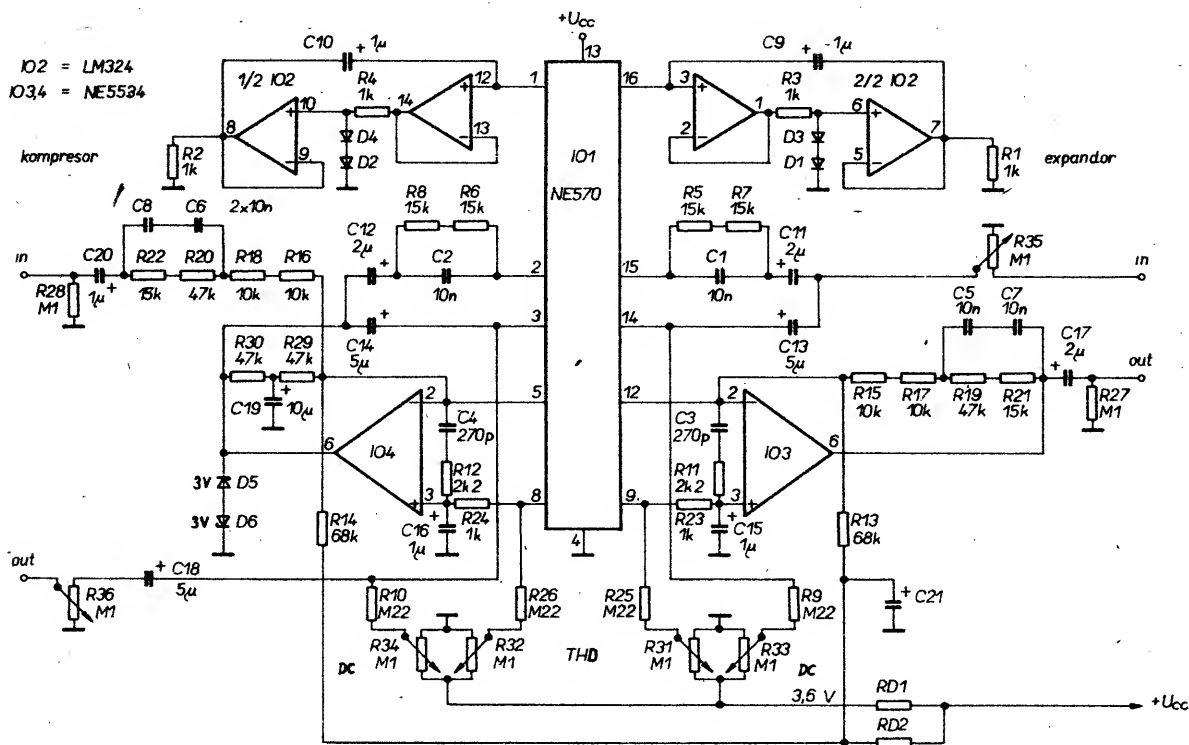 +Ucc
IO2 = LM324
IO3,4 = NE5534
C10
+ 1µ
13
C9
+ 1µ
1/2 IO2
R4
1k
12
1
16
3
R3
1k
2/2 IO2
10
14
1
6
8
+
-
9
D4
D2
13
2
D3
D1
5
7
kompresor
R2
1k
IO1
NE570
R1
1k
expandor
2x10n
C8
C6
R8
15k
R6
15k
R5
15k
R7
15k
C12
2µ
C11
2µ
R35
M1
in
C20
1µ +
R22
15k
R20
47k
R18
10k
R16
10k
C2
10n
2
15
C1
10n
in
R28
M1
C5
10n
C7
10n
C17
2µ
3
14
R30
47k
R29
47k
C14
5µ
C13
5µ
out
C19
+ 10µ
2
5
12
2
R15
10k
R17
10k
R19
47k
R21
15k
R27
M1
C4
270p
C3
270p
6
IO4
IO3
6
3V
D5
R12
2k2
R11
2k2
3V
D6
3
8
9
3
R14
68k
C16
1µ
R24
1k
4
R23
1k
C15
1µ
R13
68k
out
+ C18
5µ
R36
M1
R10
M22
R26
M22
R25
M22
R9
M22
C21
R34
M1
R32
M1
THD
R31
M1
R33
M1
DC
DC
3,6 V
RD1
+Ucc
RD2